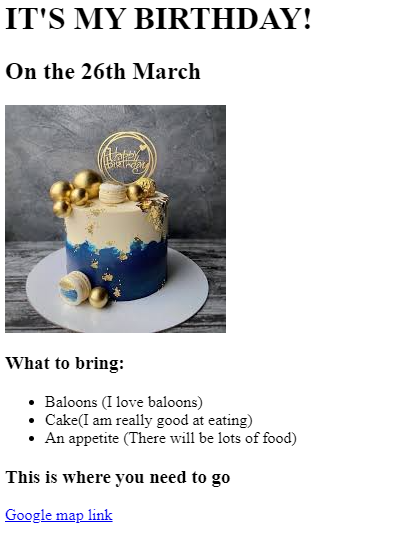 IT'S MY BIRTHDAY!
On the 26th March
Happy
Birthday
What to bring:
Baloons (I love baloons)
Cake(I am really good at eating)
An appetite (There will be lots of food)
This is where you need to go
Google map link